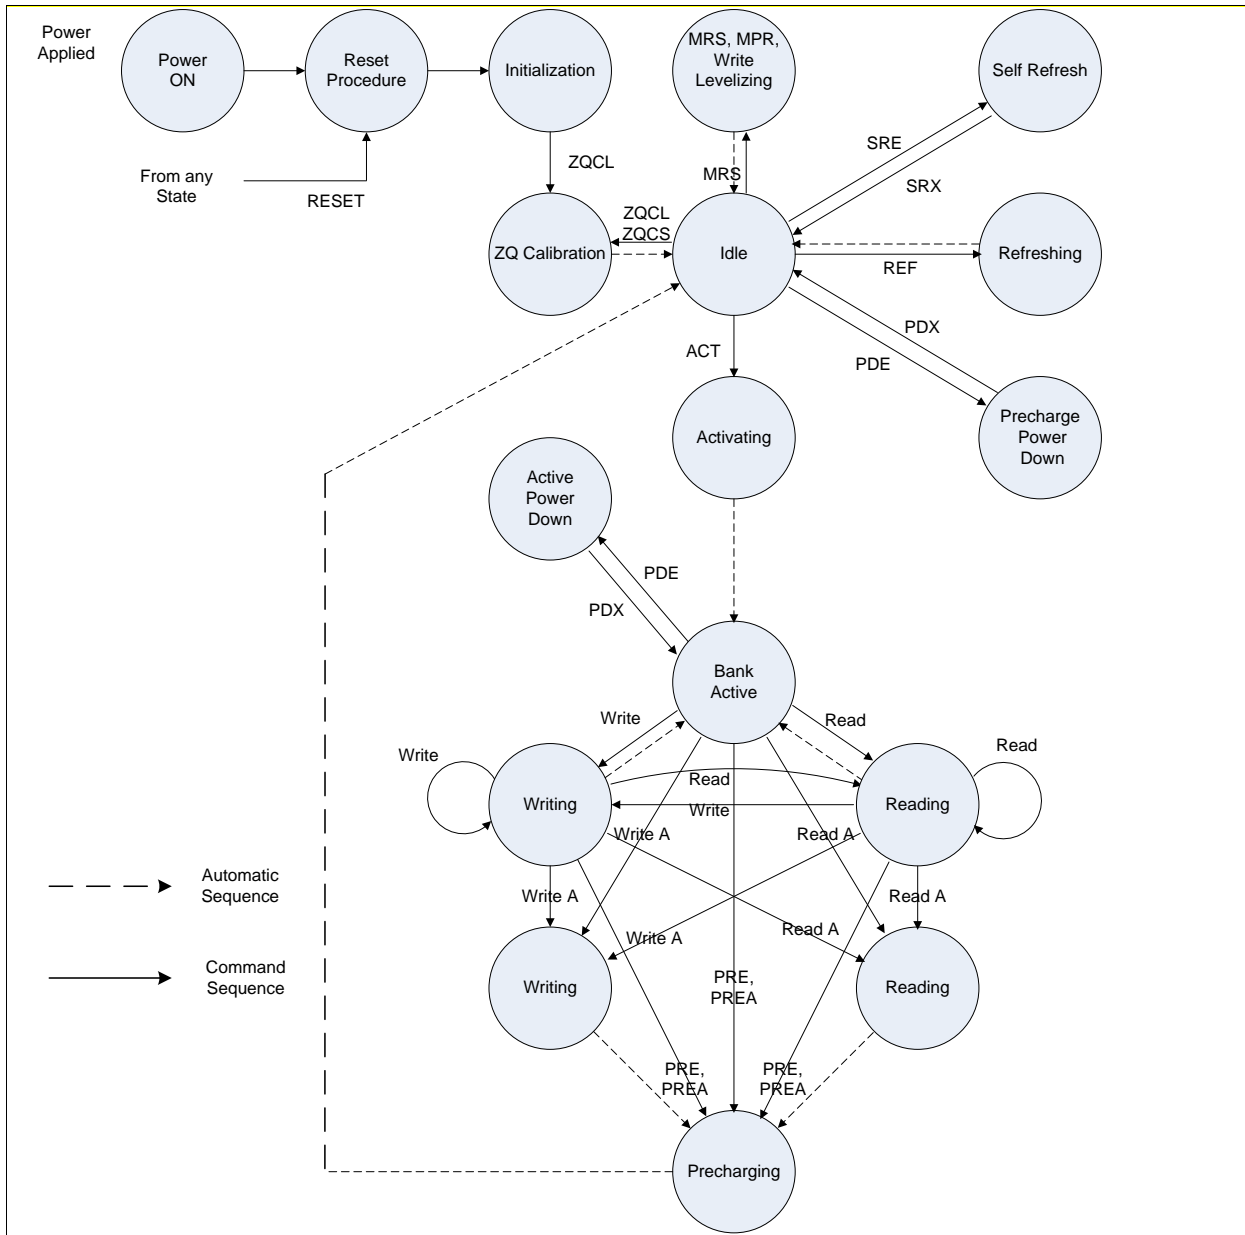 Power
Applied
Power
ON
Reset
Procedure
Initialization
MRS, MPR,
Write
Levelizing
Self Refresh
From any
State
RESET
ZQCL
MRS
SRE
SRX
ZQCL
ZQCS
ZQ Calibration
Idle
REF
Refreshing
PDX
PDE
ACT
Activating
Precharge
Power
Down
Active
Power
Down
PDE
PDX
Bank
Active
Write
Read
Write
Read
Writing
Read
Write
Reading
Write A
Read A
Automatic
Sequence
Write A
Read A
Write A
Read A
Command
Sequence
Writing
PRE,
PREA
Reading
PRE,
PREA
PRE,
PREA
Precharging